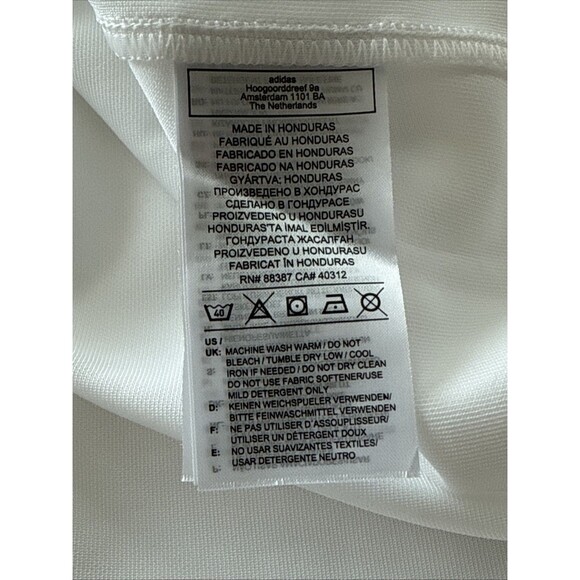 adidas
Hoogoorddreef 9a
Amsterdam 1101 BA
The Netherlands
MADE IN HONDURAS
FABRIQUÉ AU HONDURAS
FABRICADO EN HONDURAS
FABRICADO NA HONDURAS
GYÁRTVA: HONDURAS
ПРОИЗВЕДЕНО В ХОНДУРАС
СДЕЛАНО В ГОНДУРАСЕ
PROIZVEDENO U HONDURASU
HONDURAS'TA IMAL EDİLMİŞTİR.
ГОНДУРАСТА ЖАСАЛҒАН
PROIZVEDENO U HONDURASU
FABRICAT ÎN HONDURAS
RN# 88387 CA# 40312
40
US /
UK: MACHINE WASH WARM / DO NOT
BLEACH / TUMBLE DRY LOW / COOL
IRON IF NEEDED / DO NOT DRY CLEAN
DO NOT USE FABRIC SOFTENER/USE
MILD DETERGENT ONLY
D: KEINEN WEICHSPUELER VERWENDEN/
BITTE FEINWASCHMITTEL VERWENDEN
F: NE PAS UTILISER D'ASSOUPLISSEUR/
UTILISER UN DÉTERGENT DOUX
E: NO USAR SUAVIZANTES TEXTILES/
USAR DETERGENTE NEUTRO